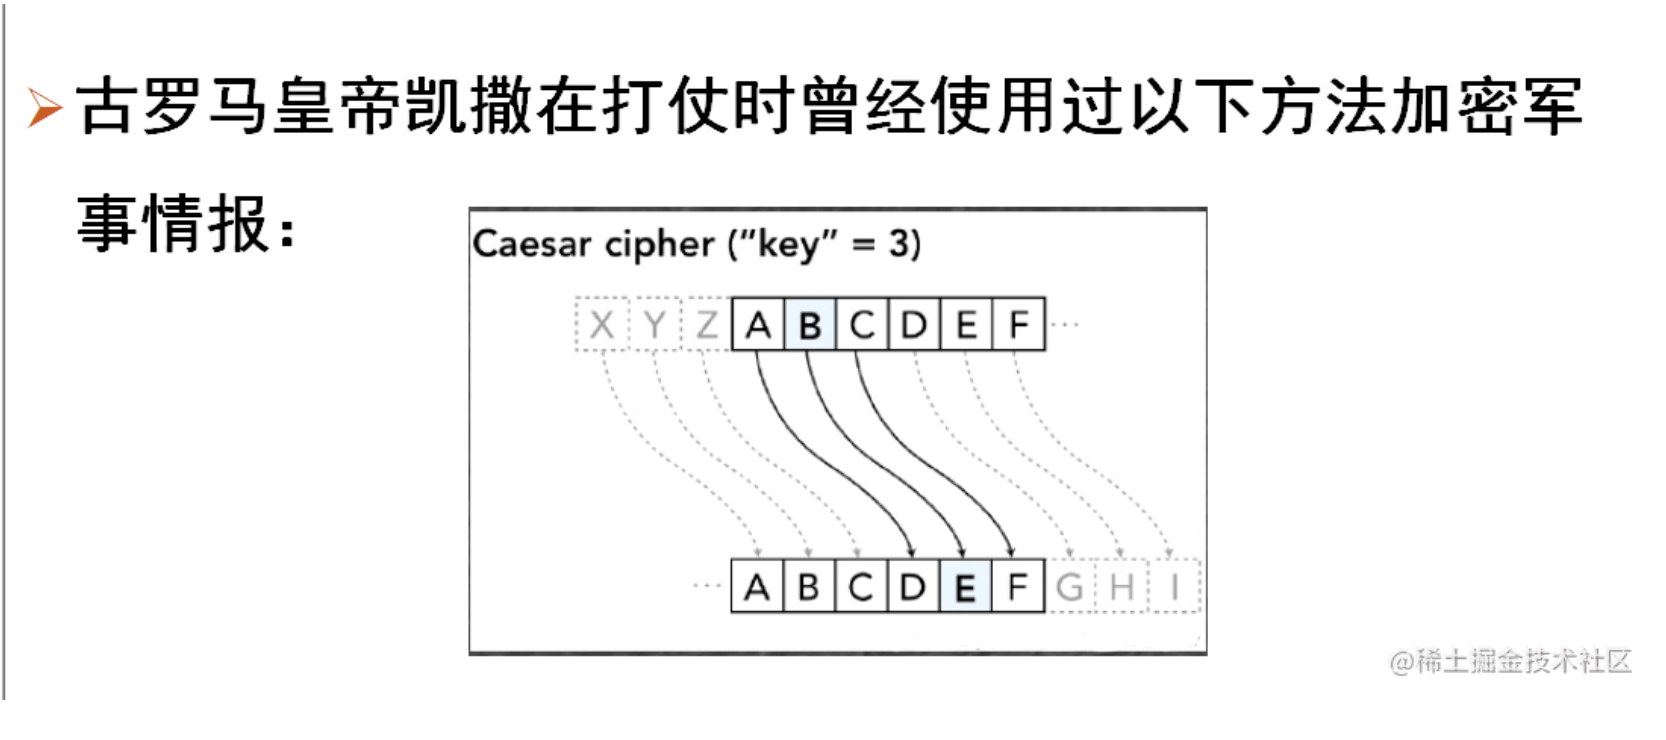 古罗马皇帝凯撒在打仗时曾经使用过以下方法加密军
事情报：
Caesar cipher (“key” = 3)
X Y Z A B C D E F ...
... A B C D E F G H I
@稀土掘金技术社区